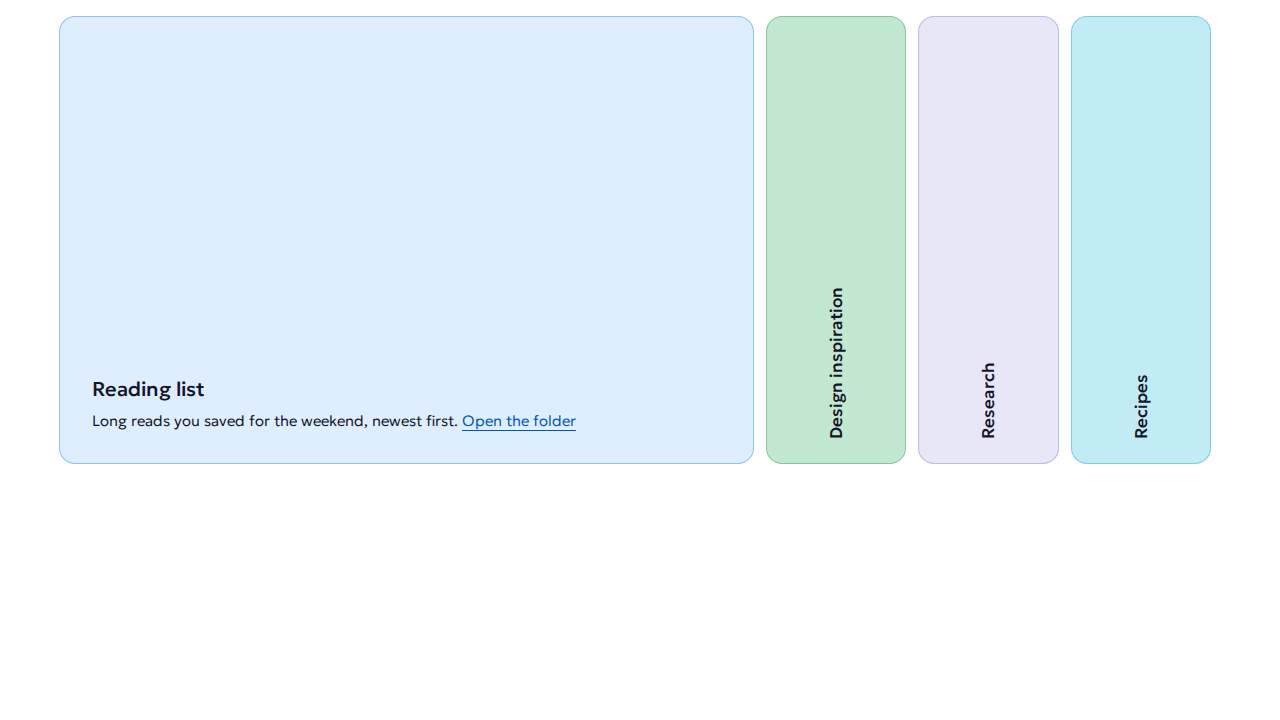 Reading list
Long reads you saved for the weekend, newest first. Open the folder
Design inspiration
Research
Recipes